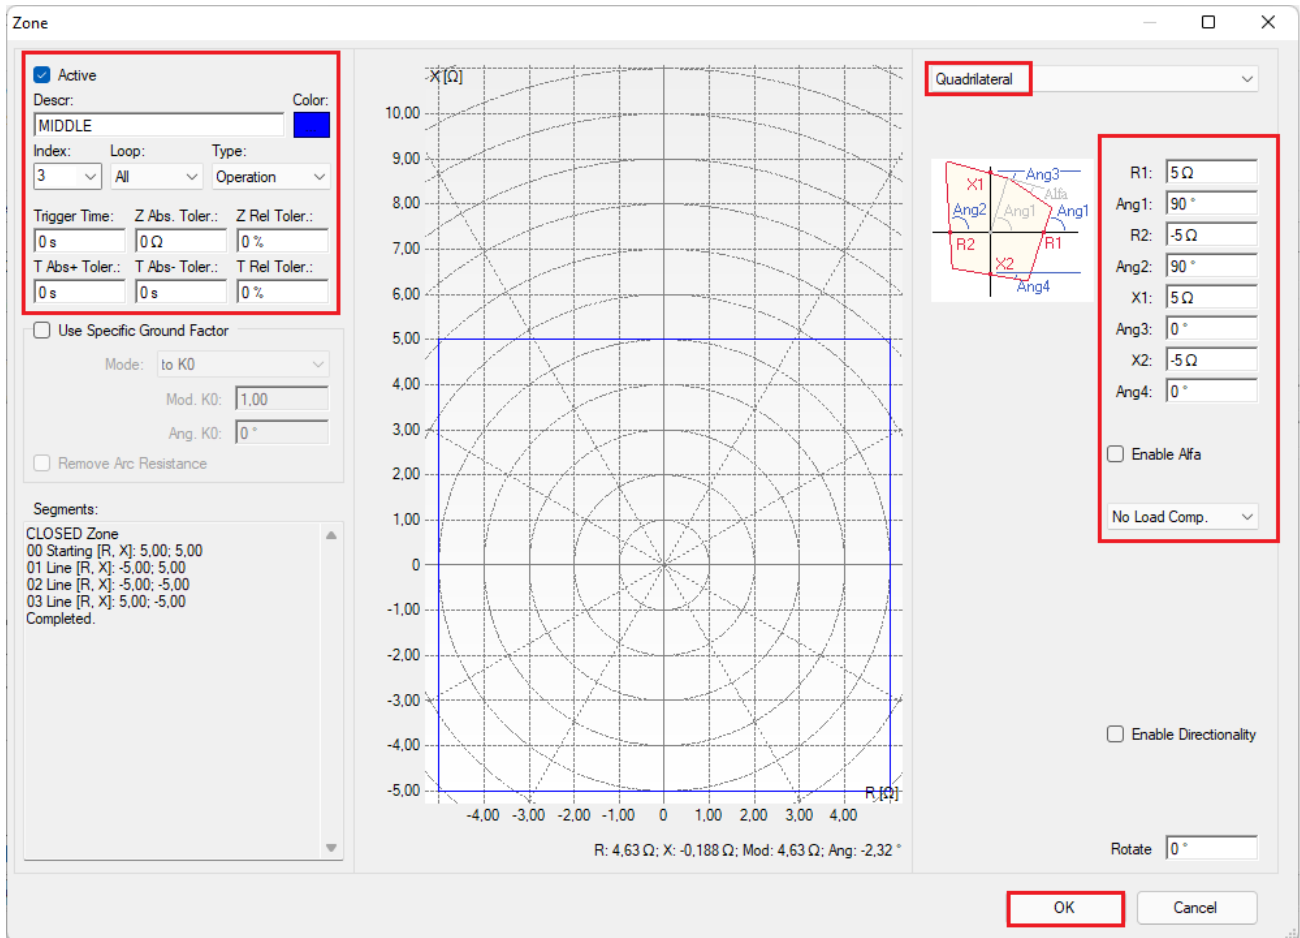 Zone
Active
Descr: Color:
MIDDLE
Index: Loop: Type:
3 All Operation
Trigger Time: Z Abs. Toler.: Z Rel Toler.:
0 s 0 Ω 0 %
T Abs+ Toler.: T Abs- Toler.: T Rel Toler.:
0 s 0 s 0 %
Use Specific Ground Factor
Mode: to K0
Mod. K0: 1,00
Ang. K0: 0 °
Remove Arc Resistance
Segments:
CLOSED Zone
00 Starting [R, X]: 5,00; 5,00
01 Line [R, X]: -5,00; 5,00
02 Line [R, X]: -5,00; -5,00
03 Line [R, X]: 5,00; -5,00
Completed.
X [Ω]
10,00
9,00
8,00
7,00
6,00
5,00
4,00
3,00
2,00
1,00
0
-1,00
-2,00
-3,00
-4,00
-5,00
R [Ω]
-4,00 -3,00 -2,00 -1,00 0 1,00 2,00 3,00 4,00
R: 4,63 Ω; X: -0,188 Ω; Mod: 4,63 Ω; Ang: -2,32 °
Quadrilateral
Ang3
X1 Alfa
Ang2 Ang1 Ang1
R2 R1
X2
Ang4
R1: 5 Ω
Ang1: 90 °
R2: -5 Ω
Ang2: 90 °
X1: 5 Ω
Ang3: 0 °
X2: -5 Ω
Ang4: 0 °
Enable Alfa
No Load Comp.
Enable Directionality
Rotate 0 °
OK Cancel